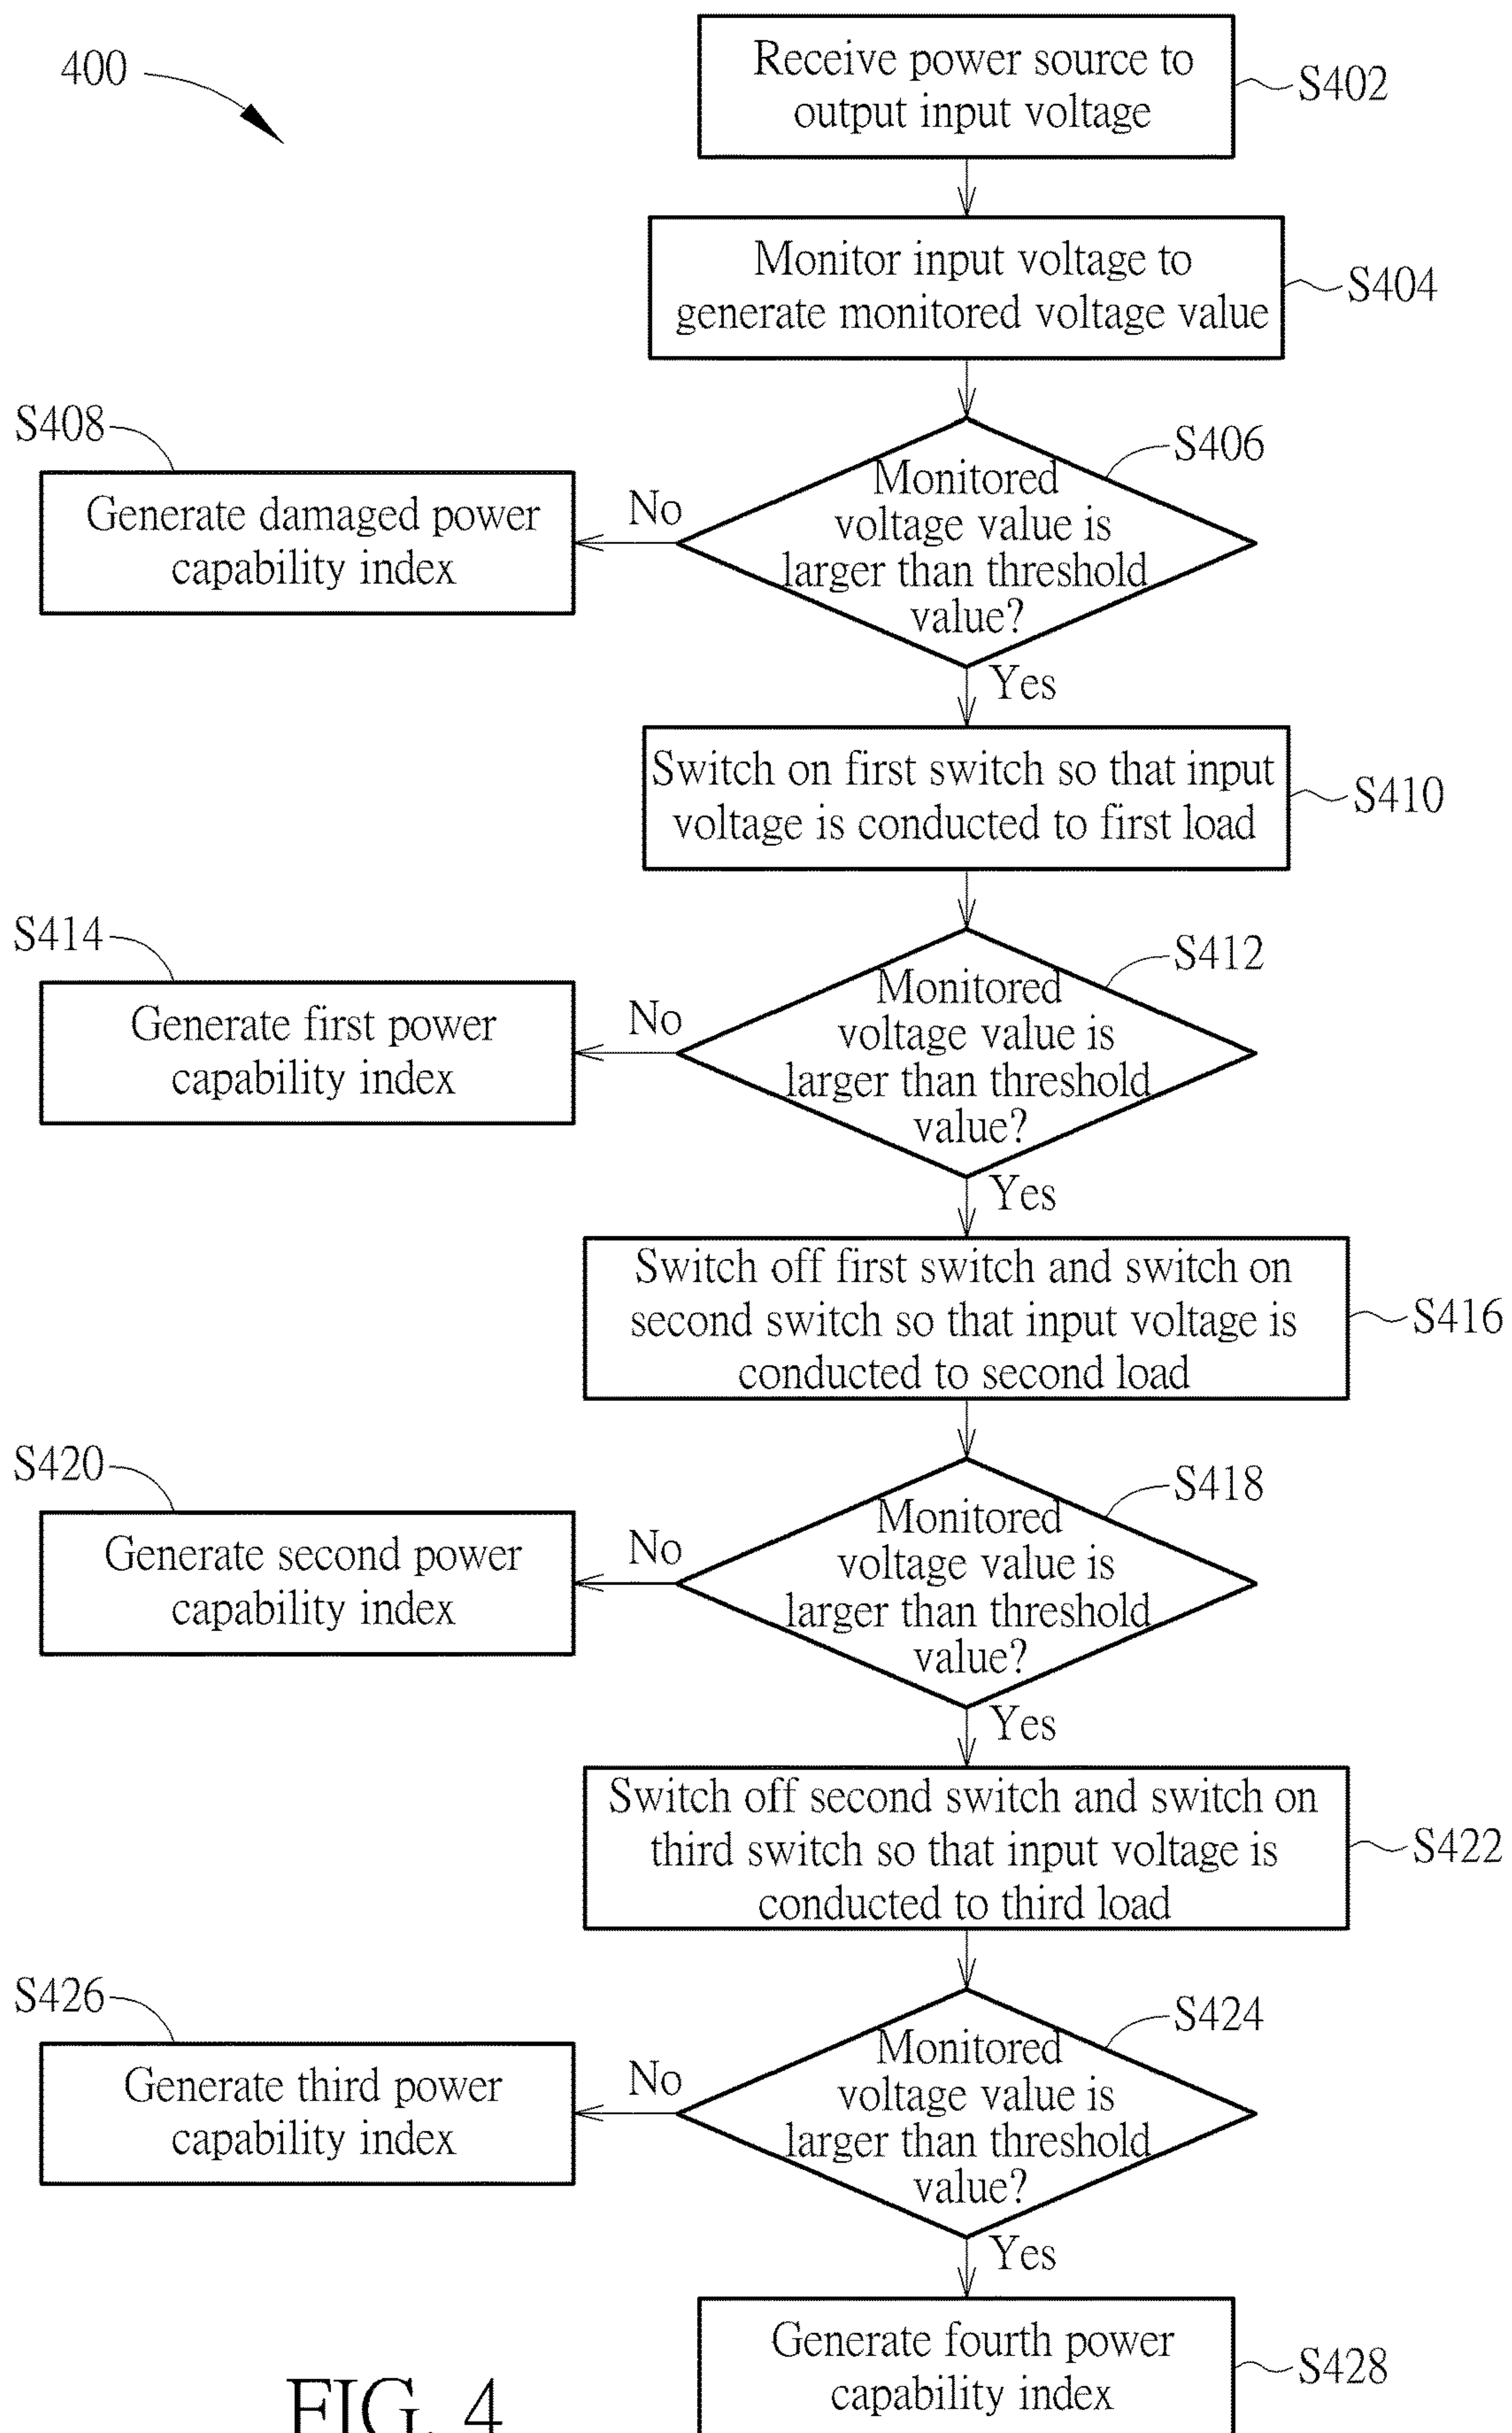 400
Receive power source to
output input voltage
S402
Monitor input voltage to
generate monitored voltage value
S404
S408
Generate damaged power
capability index
No
S406
Monitored
voltage value is
larger than threshold
value?
Yes
Switch on first switch so that input
voltage is conducted to first load
S410
S414
Generate first power
capability index
No
S412
Monitored
voltage value is
larger than threshold
value?
Yes
Switch off first switch and switch on
second switch so that input voltage is
conducted to second load
S416
S420
Generate second power
capability index
No
S418
Monitored
voltage value is
larger than threshold
value?
Yes
Switch off second switch and switch on
third switch so that input voltage is
conducted to third load
S422
S426
Generate third power
capability index
No
S424
Monitored
voltage value is
larger than threshold
value?
Yes
Generate fourth power
capability index
S428
FIG. 4